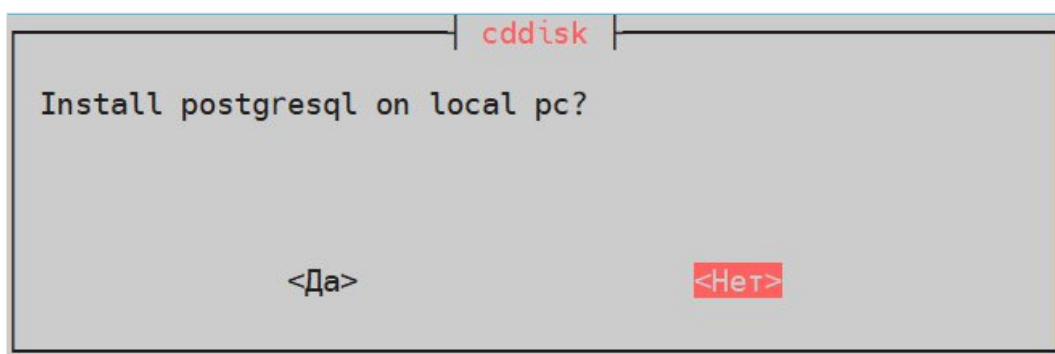 cddisk
Install postgresql on local pc?
<Да> <Нет>